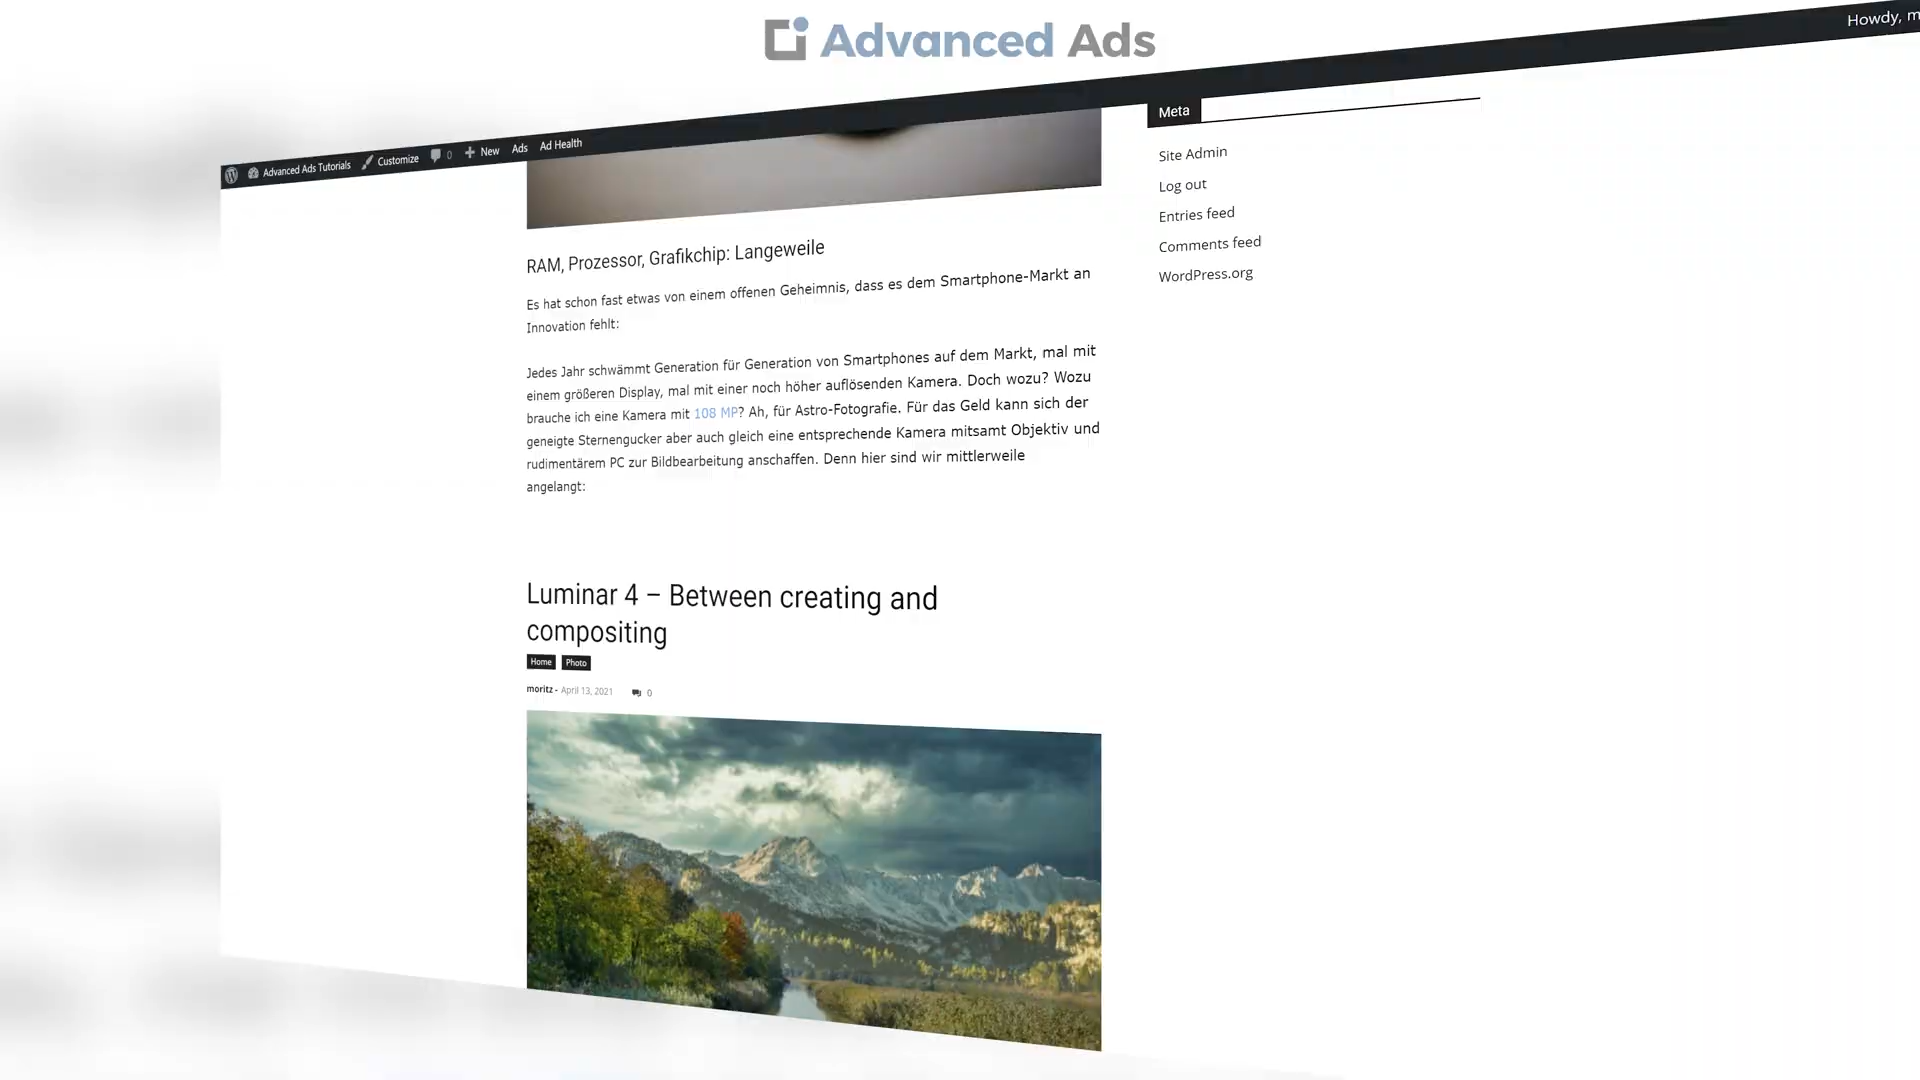 Advanced Ads
Howdy, m
Advanced Ads Tutorials Customize 0 New Ads Ad Health
Meta
Site Admin
Log out
Entries feed
Comments feed
WordPress.org
RAM, Prozessor, Grafikchip: Langeweile
Es hat schon fast etwas von einem offenen Geheimnis, dass es dem Smartphone-Markt an
Innovation fehlt:
Jedes Jahr schwämmt Generation für Generation von Smartphones auf dem Markt, mal mit
einem größeren Display, mal mit einer noch höher auflösenden Kamera. Doch wozu? Wozu
brauche ich eine Kamera mit 108 MP? Ah, für Astro-Fotografie. Für das Geld kann sich der
geneigte Sternengucker aber auch gleich eine entsprechende Kamera mitsamt Objektiv und
rudimentärem PC zur Bildbearbeitung anschaffen. Denn hier sind wir mittlerweile
angelangt:
Luminar 4 – Between creating and
compositing
Home Photo
moritz - April 13, 2021 0